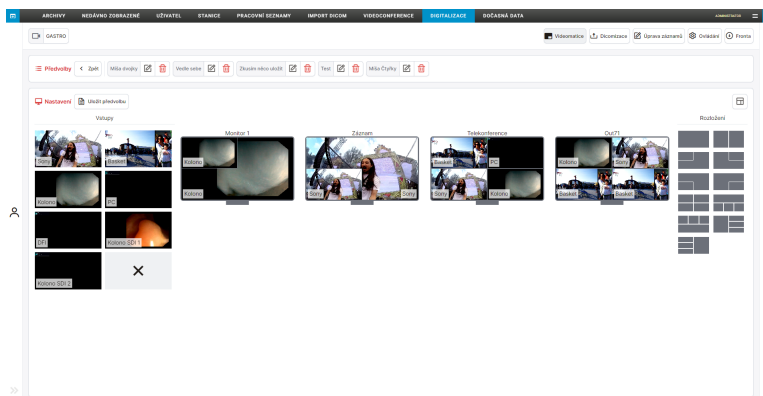 ARCHIVY NEDÁVNO ZOBRAZENÉ UŽIVATEL STANICE PRACOVNÍ SEZNAMY IMPORT DICOM VIDEOCONFERENCE DIGITALIZACE DOČASNÁ DATA ADMINISTRÁTOR
GASTRO Videomatice Dicomizace Úprava záznamů Ovládání Fronta
Předvolby Zpět Míša dvojky Vedle sebe Zkusím něco uložit Test Míša Čtyřky
Nastavení Uložit předvolbu
Vstupy Rozložení
Monitor 1 Záznam Telekonference Out71
Sony Basket
Kolono Basket PC Kolono Sony
Kolono PC
Kolono Sony Sony Sony Kolono Basket Basket
DFI Kolono SDI 1
Kolono SDI 2